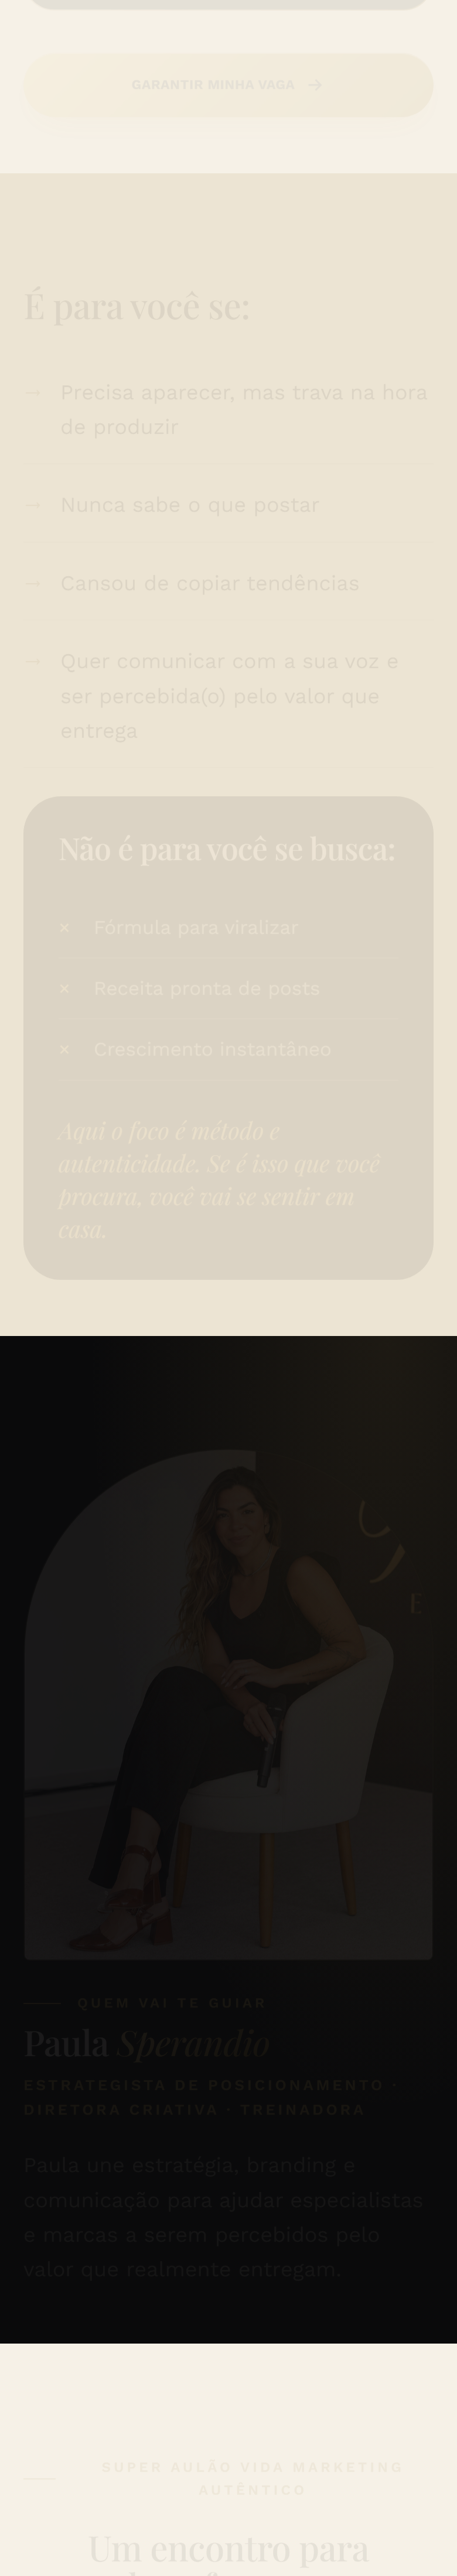 GARANTIR MINHA VAGA →
É para você se:
→ Precisa aparecer, mas trava na hora
de produzir
→ Nunca sabe o que postar
→ Cansou de copiar tendências
→ Quer comunicar com a sua voz e
ser percebida(o) pelo valor que
entrega
Não é para você se busca:
× Fórmula para viralizar
× Receita pronta de posts
× Crescimento instantâneo
Aqui o foco é método e
autenticidade. Se é isso que você
procura, você vai se sentir em
casa.
E
QUEM VAI TE GUIAR
Paula Sperandio
ESTRATEGISTA DE POSICIONAMENTO ·
DIRETORA CRIATIVA · TREINADORA
Paula une estratégia, branding e
comunicação para ajudar especialistas
e marcas a serem percebidos pelo
valor que realmente entregam.
SUPER AULÃO VIDA MARKETING
AUTÊNTICO
Um encontro para